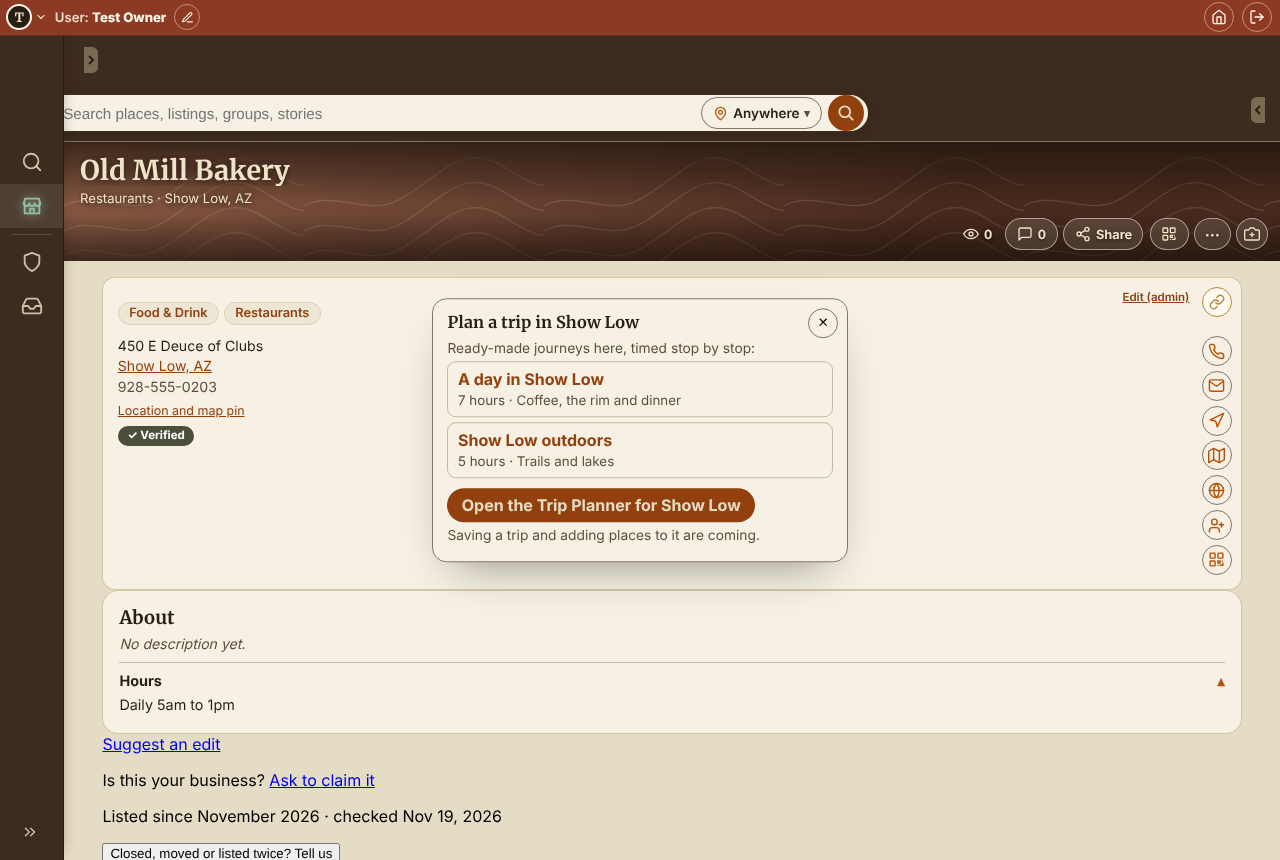 T User: Test Owner
Search places, listings, groups, stories
Anywhere ▾
Old Mill Bakery
Restaurants · Show Low, AZ
0
0
Share
···
Edit (admin)
Food & Drink
Restaurants
450 E Deuce of Clubs
Show Low, AZ
928-555-0203
Location and map pin
✓ Verified
Plan a trip in Show Low
✕
Ready-made journeys here, timed stop by stop:
A day in Show Low
7 hours · Coffee, the rim and dinner
Show Low outdoors
5 hours · Trails and lakes
Open the Trip Planner for Show Low
Saving a trip and adding places to it are coming.
About
No description yet.
Hours
▲
Daily 5am to 1pm
Suggest an edit
Is this your business? Ask to claim it
Listed since November 2026 · checked Nov 19, 2026
Closed, moved or listed twice? Tell us